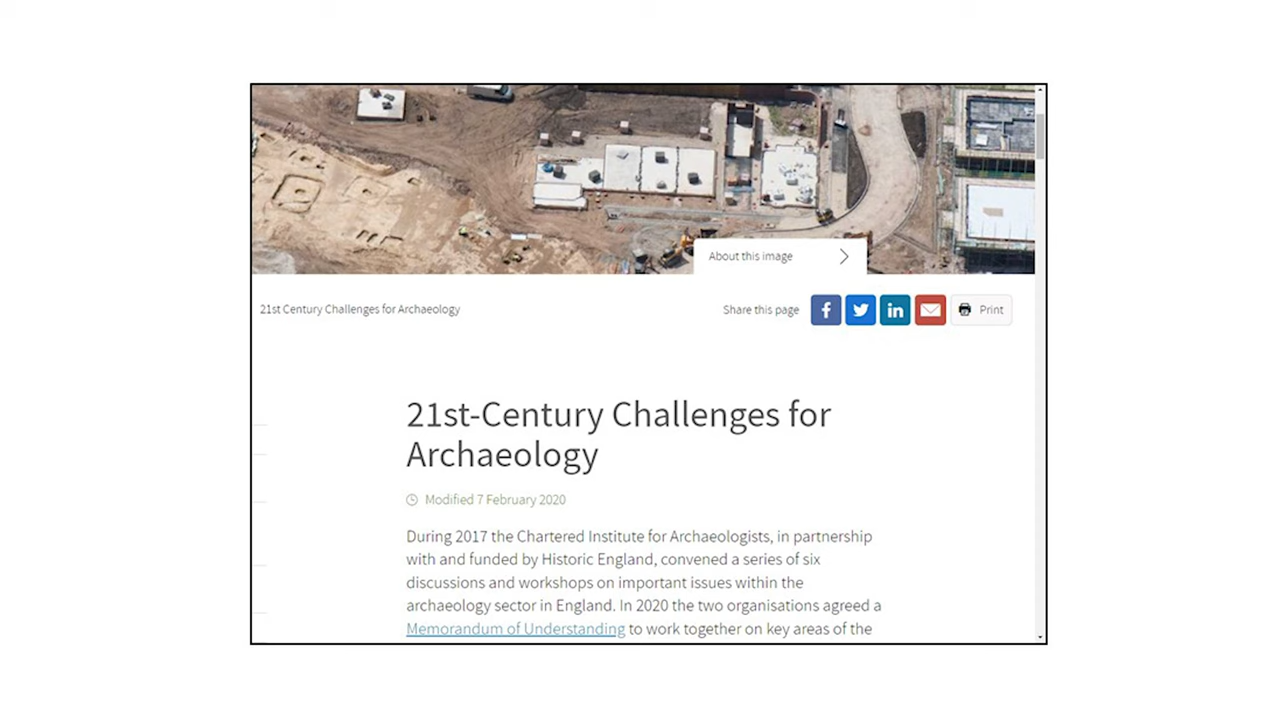 About this image
21st Century Challenges for Archaeology
Share this page
Print
21st-Century Challenges for
Archaeology
Modified 7 February 2020
During 2017 the Chartered Institute for Archaeologists, in partnership
with and funded by Historic England, convened a series of six
discussions and workshops on important issues within the
archaeology sector in England. In 2020 the two organisations agreed a
Memorandum of Understanding to work together on key areas of the